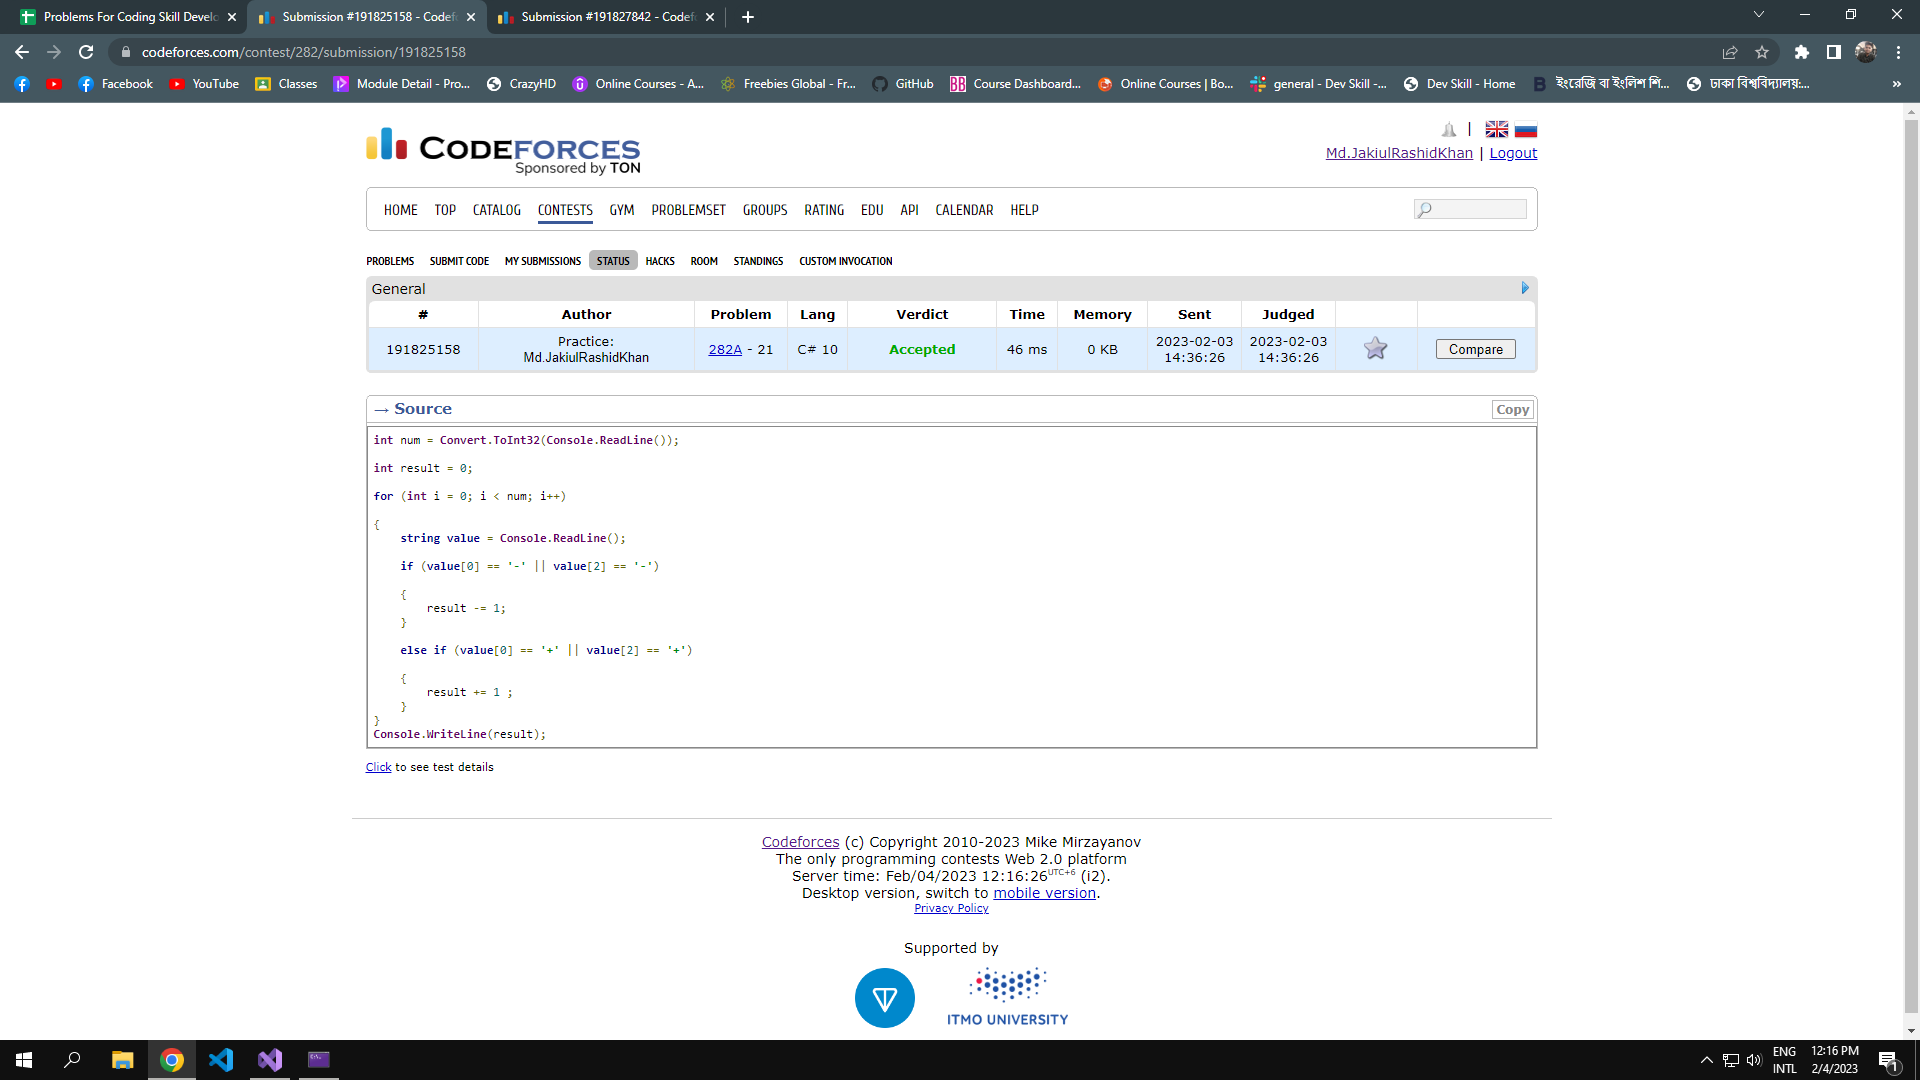 Problems For Coding Skill Develo
Submission #191825158 - Codef
Submission #191827842 - Codef
codeforces.com/contest/282/submission/191825158
Facebook YouTube Classes Module Detail - Pro... CrazyHD Online Courses - A... Freebies Global - Fr... GitHub Course Dashboard... Online Courses | Bo... general - Dev Skill -... Dev Skill - Home ইংরেজি বা ইংলিশ শি... ঢাকা বিশ্ববিদ্যালয়:... »
CODEFORCES
Sponsored by TON
|
Md.JakiulRashidKhan | Logout
HOME TOP CATALOG CONTESTS GYM PROBLEMSET GROUPS RATING EDU API CALENDAR HELP
PROBLEMS SUBMIT CODE MY SUBMISSIONS STATUS HACKS ROOM STANDINGS CUSTOM INVOCATION
General
# Author Problem Lang Verdict Time Memory Sent Judged
191825158 Practice: Md.JakiulRashidKhan 282A - 21 C# 10 Accepted 46 ms 0 KB 2023-02-03 14:36:26 2023-02-03 14:36:26 Compare
→ Source Copy
int num = Convert.ToInt32(Console.ReadLine());
int result = 0;
for (int i = 0; i < num; i++)
{
string value = Console.ReadLine();
if (value[0] == '-' || value[2] == '-')
{
result -= 1;
}
else if (value[0] == '+' || value[2] == '+')
{
result += 1 ;
}
}
Console.WriteLine(result);
Click to see test details
Codeforces (c) Copyright 2010-2023 Mike Mirzayanov
The only programming contests Web 2.0 platform
Server time: Feb/04/2023 12:16:26UTC+6 (i2).
Desktop version, switch to mobile version.
Privacy Policy
Supported by
ITMO UNIVERSITY
ENG
INTL
12:16 PM
2/4/2023
1